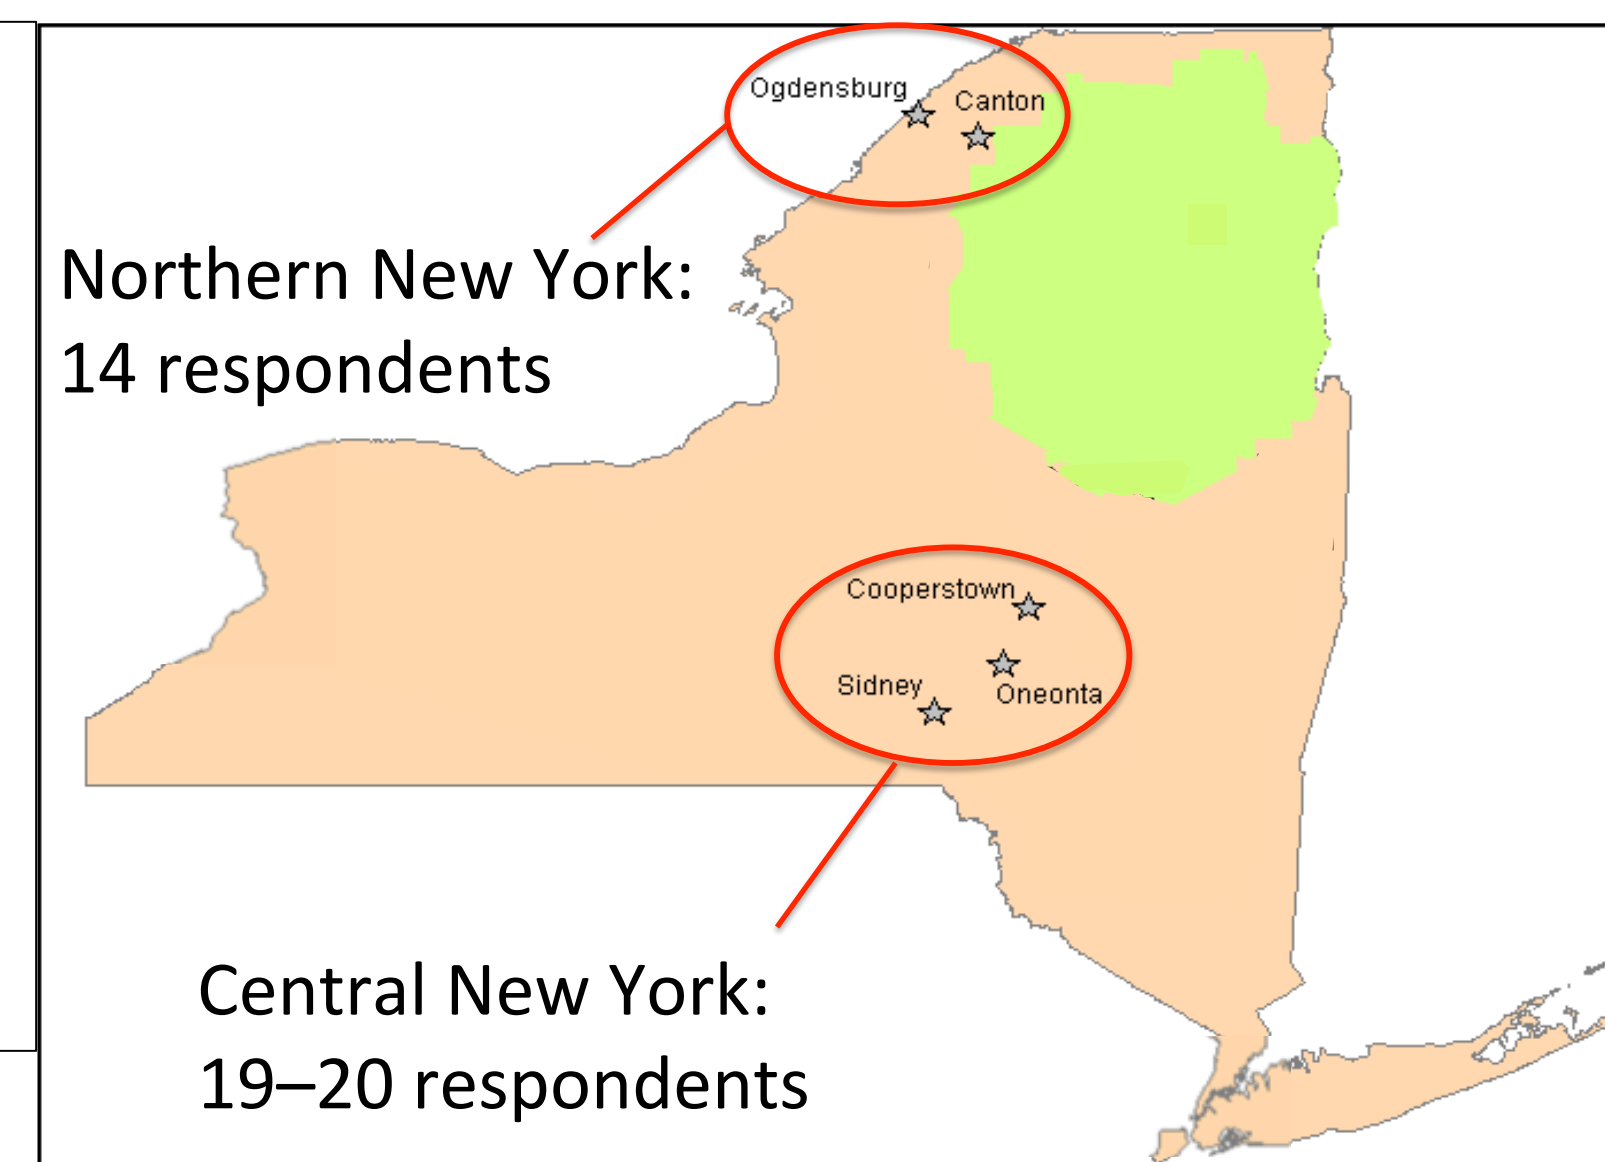 Ogdensburg
Canton
Northern New York:
14 respondents
Cooperstown
Sidney
Oneonta
Central New York:
19–20 respondents